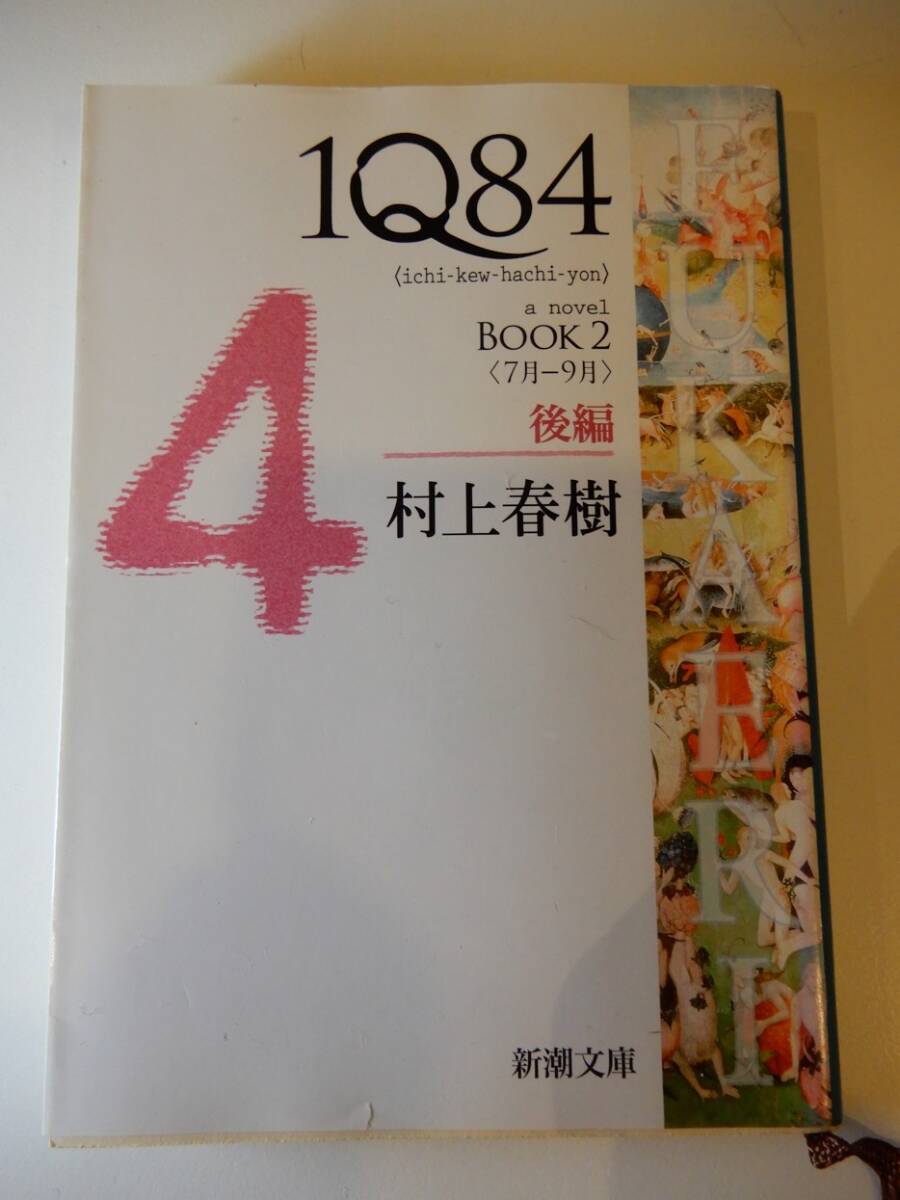 1Q84
〈ichi-kew-hachi-yon〉
a novel
BOOK 2
〈7月–9月〉
後編
4
村上春樹
新潮文庫
FUKAERI